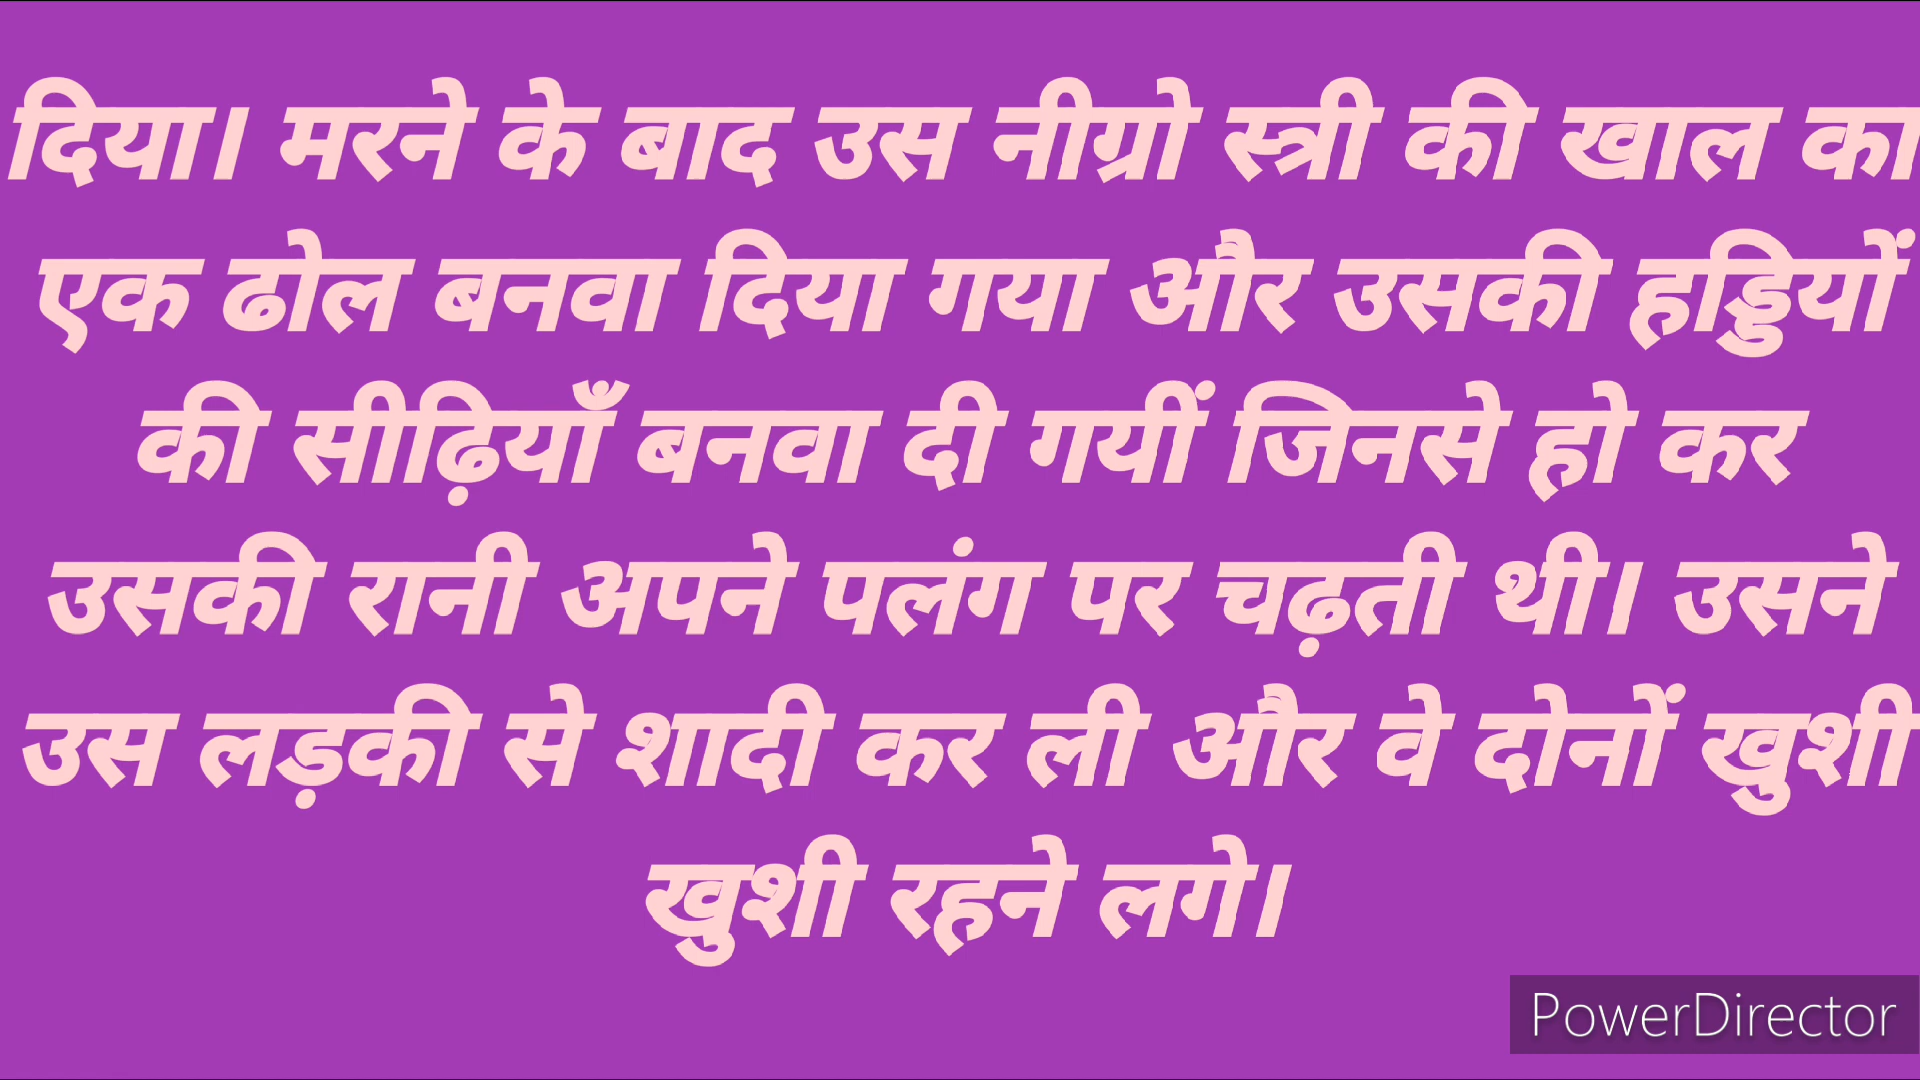 दिया। मरने के बाद उस नीग्रो स्त्री की खाल का
एक ढोल बनवा दिया गया और उसकी हड्डियों
की सीढ़ियाँ बनवा दी गयीं जिनसे हो कर
उसकी रानी अपने पलंग पर चढ़ती थी। उसने
उस लड़की से शादी कर ली और वे दोनों खुशी
खुशी रहने लगे।
PowerDirector